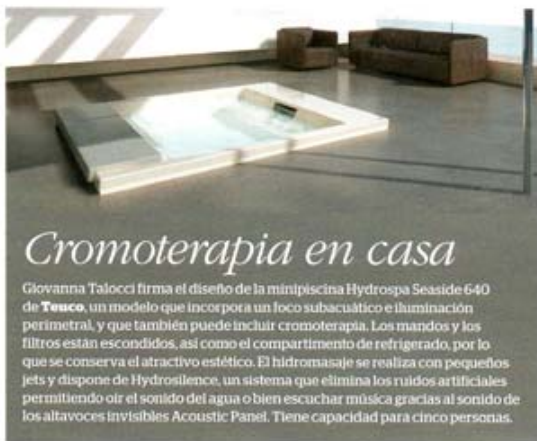 Cromoterapia en casa
Giovanna Talocci firma el diseño de la minipiscina Hydrospa Seaside 640
de Teuco, un modelo que incorpora un foco subacuático e iluminación
perimetral, y que también puede incluir cromoterapia. Los mandos y los
filtros están escondidos, así como el compartimento de refrigerado, por lo
que se conserva el atractivo estético. El hidromasaje se realiza con pequeños
jets y dispone de Hydrosilence, un sistema que elimina los ruidos artificiales
permitiendo oir el sonido del agua o bien escuchar música gracias al sonido de
los altavoces invisibles Acoustic Panel. Tiene capacidad para cinco personas.